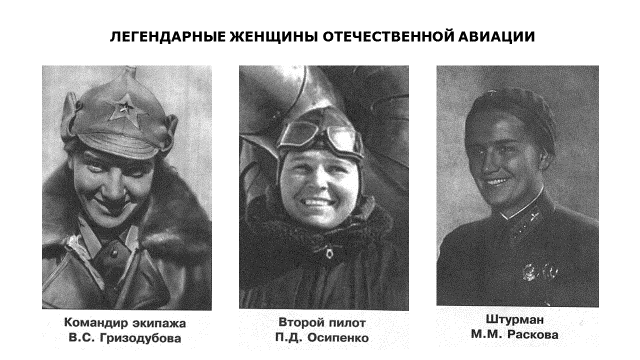 ЛЕГЕНДАРНЫЕ ЖЕНЩИНЫ ОТЕЧЕСТВЕННОЙ АВИАЦИИ
Командир экипажа
В.С. Гризодубова
Второй пилот
П.Д. Осипенко
Штурман
М.М. Раскова